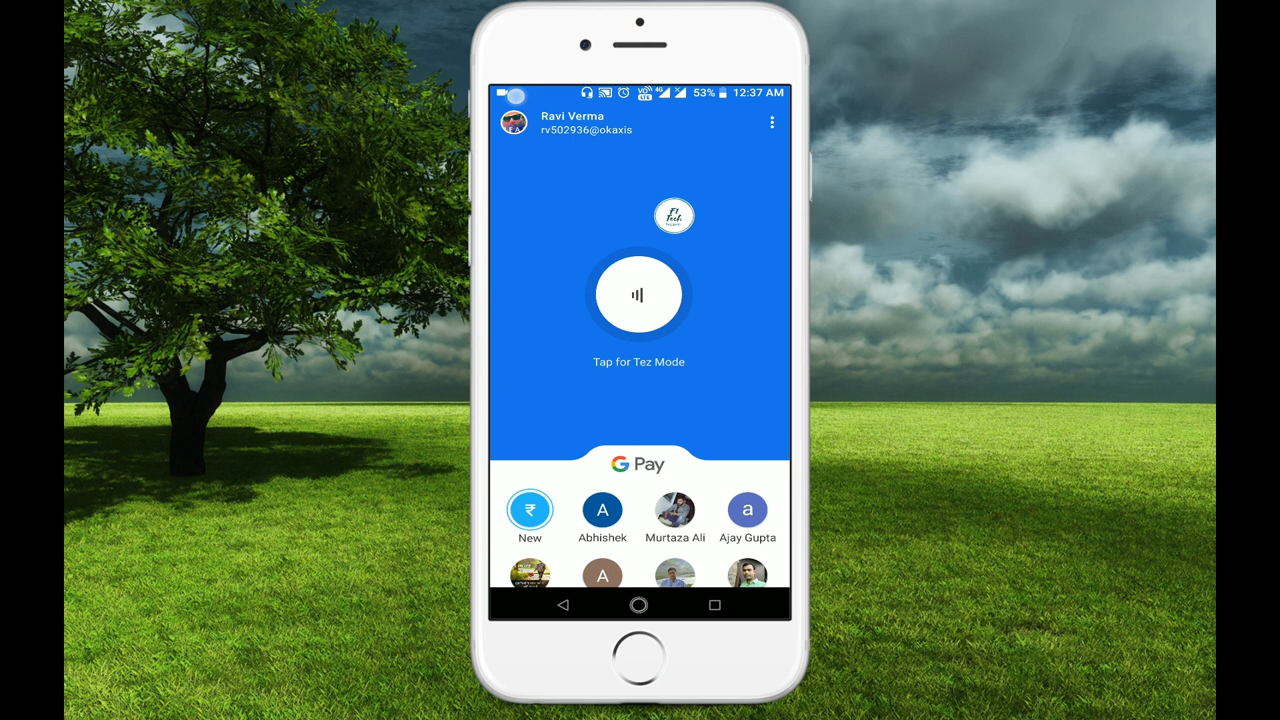 53% 12:37 AM
Ravi Verma
rv502936@okaxis
Tech
Tap for Tez Mode
G Pay
₹ A a
New Abhishek Murtaza Ali Ajay Gupta
A